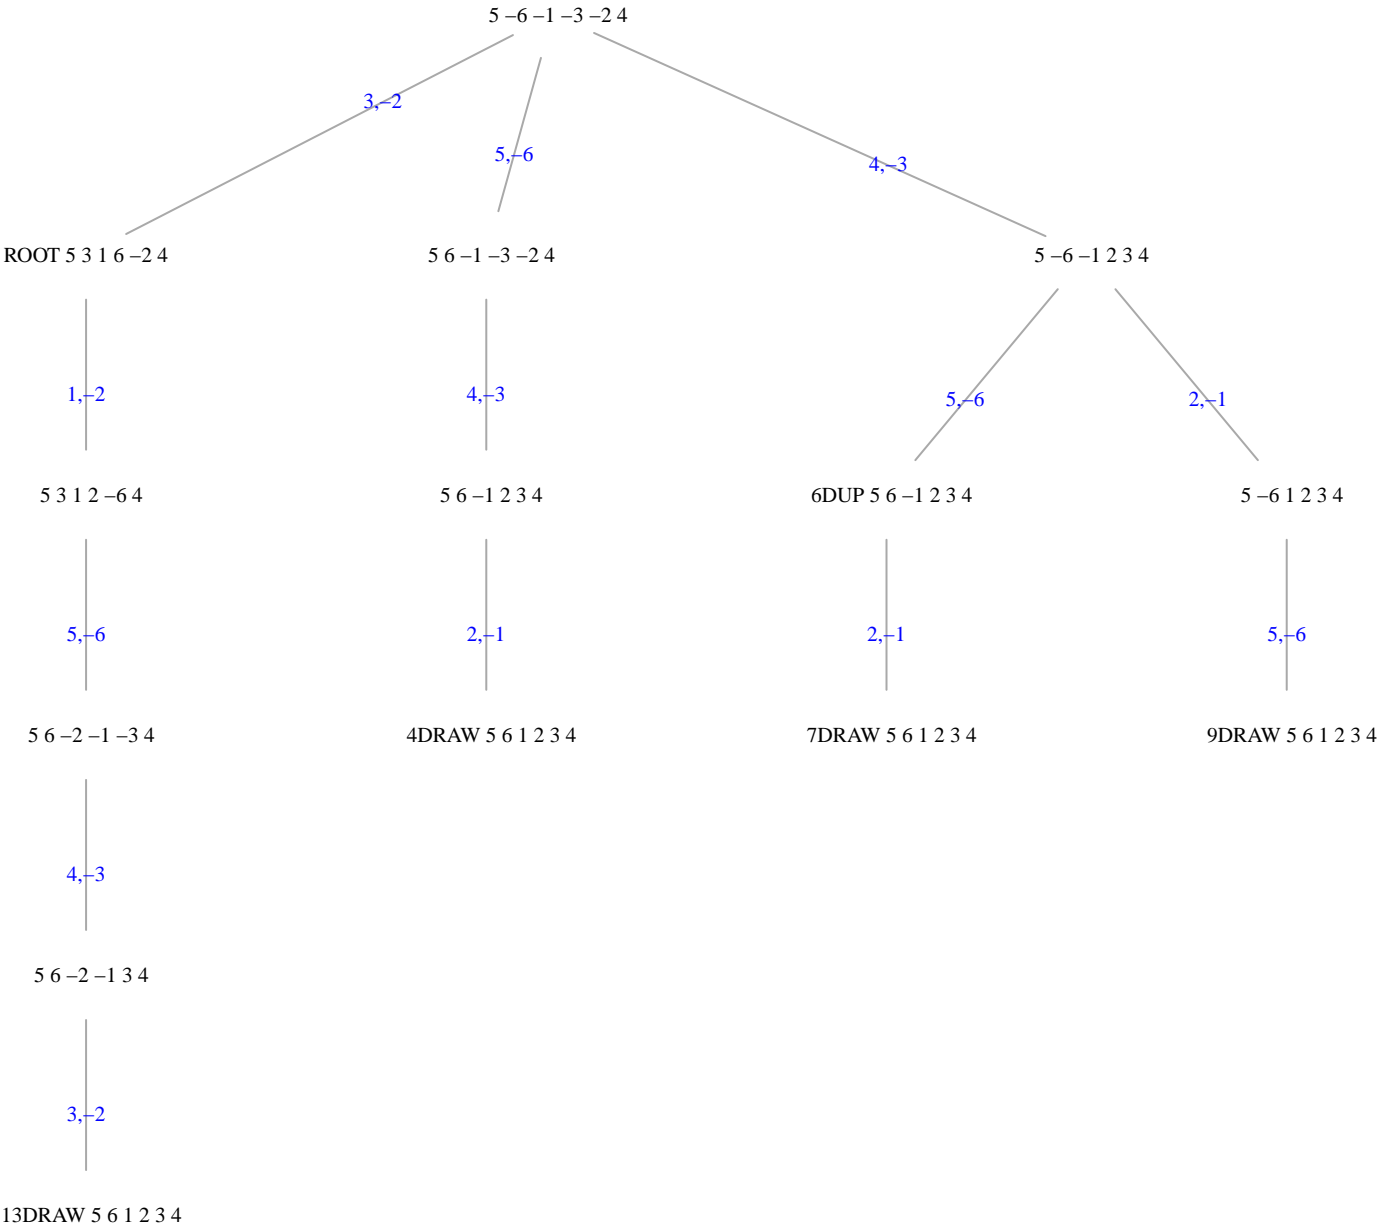 5 –6 –1 –3 –2 4
3,–2
5,–6
4,–3
ROOT 5 3 1 6 –2 4
5 6 –1 –3 –2 4
5 –6 –1 2 3 4
1,–2
4,–3
5,–6
2,–1
5 3 1 2 –6 4
5 6 –1 2 3 4
6DUP 5 6 –1 2 3 4
5 –6 1 2 3 4
5,–6
2,–1
2,–1
5,–6
5 6 –2 –1 –3 4
4DRAW 5 6 1 2 3 4
7DRAW 5 6 1 2 3 4
9DRAW 5 6 1 2 3 4
4,–3
5 6 –2 –1 3 4
3,–2
13DRAW 5 6 1 2 3 4